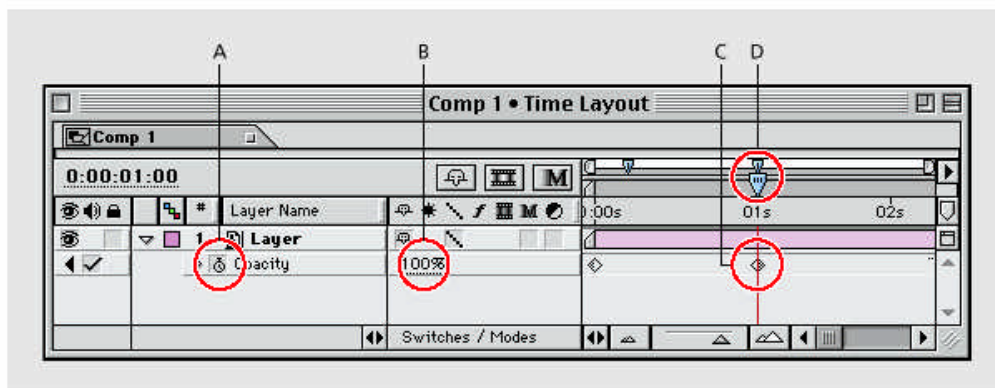 A B C D
Comp 1 • Time Layout
Comp 1
0:00:01:00 M
# Layer Name f M :00s 01s 02s
1 Layer
Opacity 100%
Switches / Modes